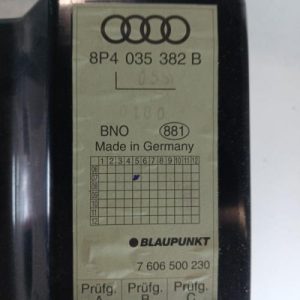 8P4 035 382 B
0180
BNO 881
Made in Germany
1 2 3 4 5 6 7 8 9 10 11 12
BLAUPUNKT
7 606 500 230
Prüfg. Prüfg. Prüfg.
A B C